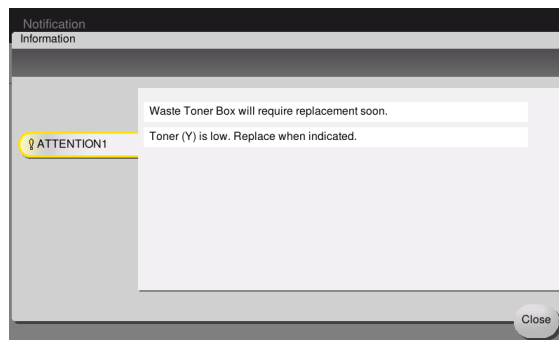 Notification
Information
Waste Toner Box will require replacement soon.
ATTENTION1
Toner (Y) is low. Replace when indicated.
Close